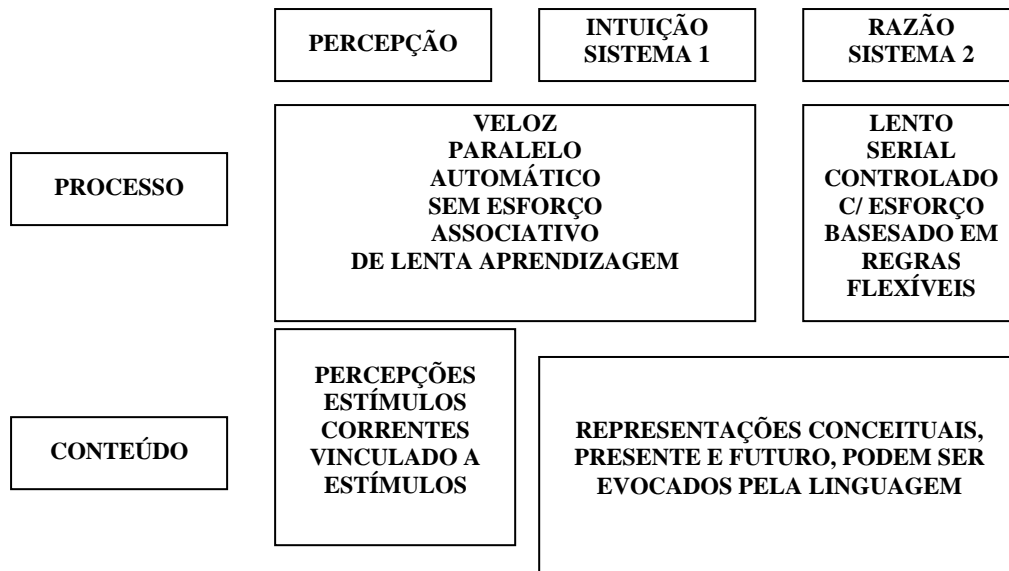 PERCEPÇÃO
INTUIÇÃO
SISTEMA 1
RAZÃO
SISTEMA 2
PROCESSO
VELOZ
PARALELO
AUTOMÁTICO
SEM ESFORÇO
ASSOCIATIVO
DE LENTA APRENDIZAGEM
LENTO
SERIAL
CONTROLADO
C/ ESFORÇO
BASESADO EM
REGRAS
FLEXÍVEIS
CONTEÚDO
PERCEPÇÕES
ESTÍMULOS
CORRENTES
VINCULADO A
ESTÍMULOS
REPRESENTAÇÕES CONCEITUAIS,
PRESENTE E FUTURO, PODEM SER
EVOCADOS PELA LINGUAGEM